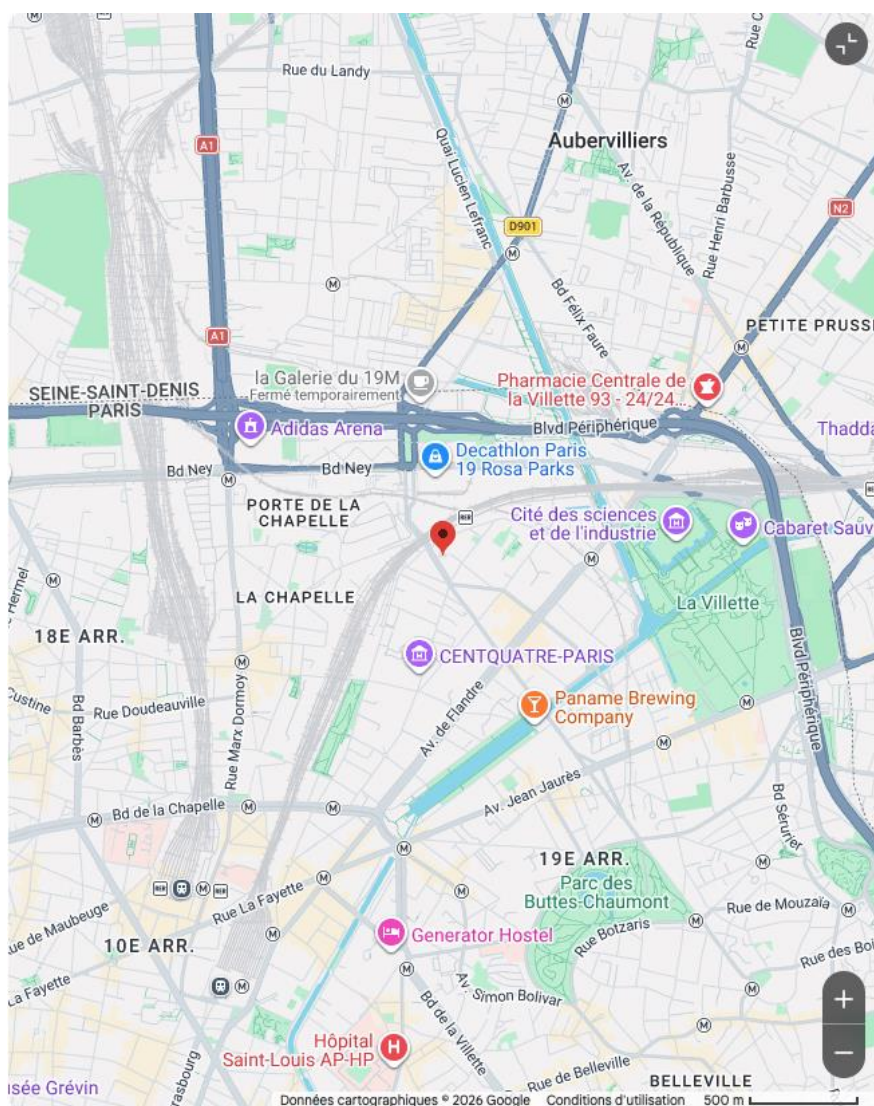 Rue du Landy
Aubervilliers
A1
Quai Lucien Lefranc
Av. de la République
Rue Henri Barbusse
N2
D901
Bd Félix Faure
A1
PETITE PRUSS
la Galerie du 19M
Fermé temporairement
Pharmacie Centrale de
la Villette 93 - 24/24...
SEINE-SAINT-DENIS
PARIS
Adidas Arena
Blvd Périphérique
Thadda
Bd Ney
Bd Ney
Decathlon Paris
19 Rosa Parks
PORTE DE LA
CHAPELLE
Cité des sciences
et de l'industrie
Cabaret Sauv
LA CHAPELLE
La Villette
Hermel
18E ARR.
CENTQUATRE-PARIS
Blvd Périphérique
Custine
Rue Doudeauville
Bd Barbès
Rue Marx Dormoy
Av. de Flandre
Paname Brewing
Company
Bd de la Chapelle
Av. Jean Jaurès
Bd Sérurier
19E ARR.
Parc des
Buttes-Chaumont
Rue La Fayette
Rue de Mouzaïa
ue de Maubeuge
10E ARR.
Generator Hostel
Rue Botzaris
Rue des Boi
La Fayette
Av. Simon Bolivar
Bd de la Villette
Hôpital
Saint-Louis AP-HP
rasbourg
Rue de Belleville
BELLEVILLE
usée Grévin
Données cartographiques © 2026 Google
Conditions d'utilisation
500 m